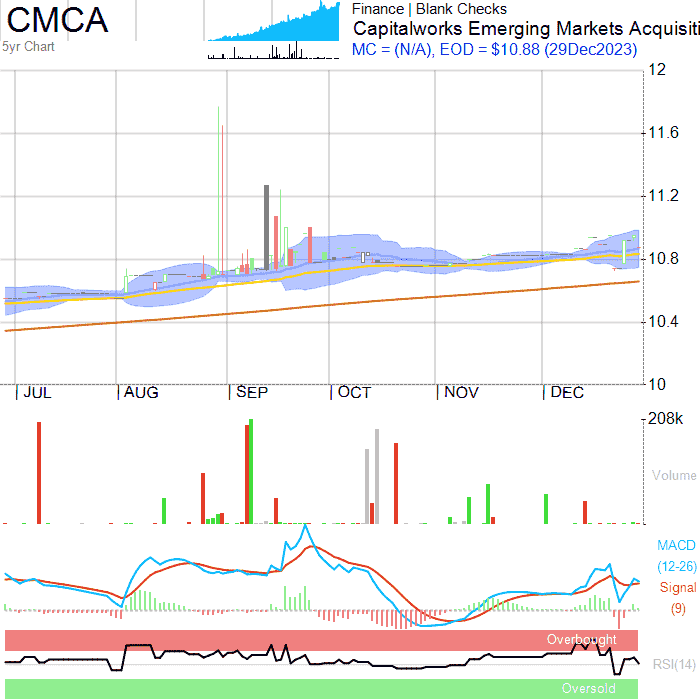 CMCA
5yr Chart
Finance | Blank Checks
Capitalworks Emerging Markets Acquisiti
MC = (N/A), EOD = $10.88 (29Dec2023)
12
11.6
11.2
10.8
10.4
10
JUL AUG SEP OCT NOV DEC
208k
Volume
MACD
(12-26)
Signal
(9)
Overbought
RSI(14)
Oversold